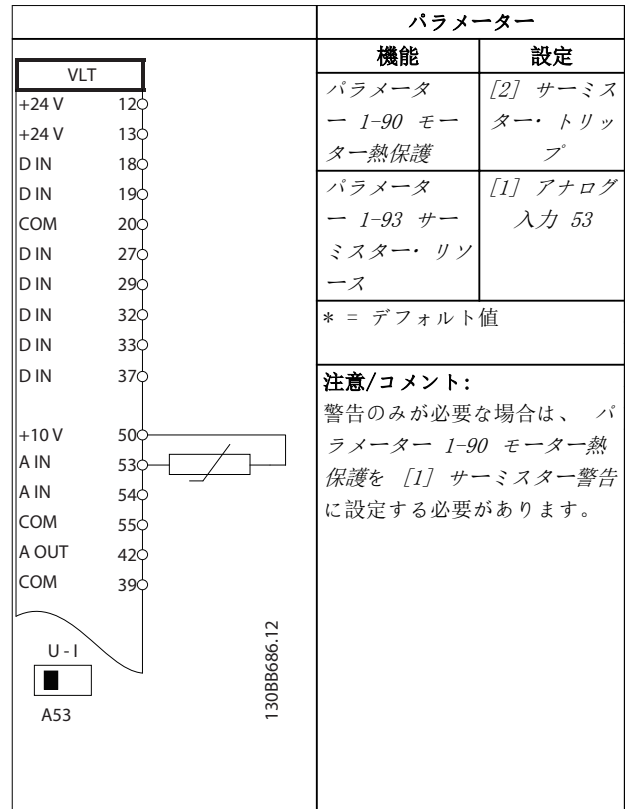 パラメーター
機能 設定
パラメータ
ー 1-90 モー
ター熱保護
[2] サーミス
ター・ トリッ
プ
パラメータ
ー 1-93 サー
ミスター・ リソ
ース
[1] アナログ
入力 53
* = デフォルト値
注意/コメント:
警告のみが必要な場合は、 パ
ラメーター 1-90 モーター熱
保護を [1] サーミスター警告
に設定する必要があります。
VLT
+24 V 12
+24 V 13
D IN 18
D IN 19
COM 20
D IN 27
D IN 29
D IN 32
D IN 33
D IN 37
+10 V 50
A IN 53
A IN 54
COM 55
A OUT 42
COM 39
U - I
A53
130BB686.12